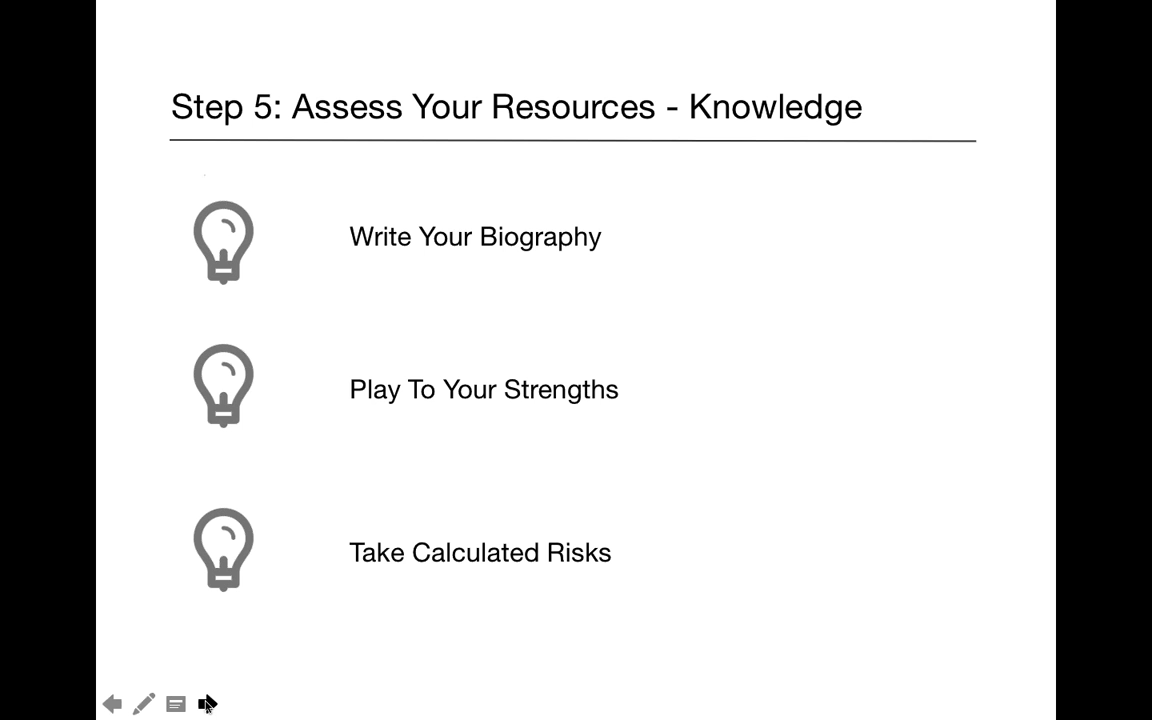 Step 5: Assess Your Resources - Knowledge
Write Your Biography
Play To Your Strengths
Take Calculated Risks